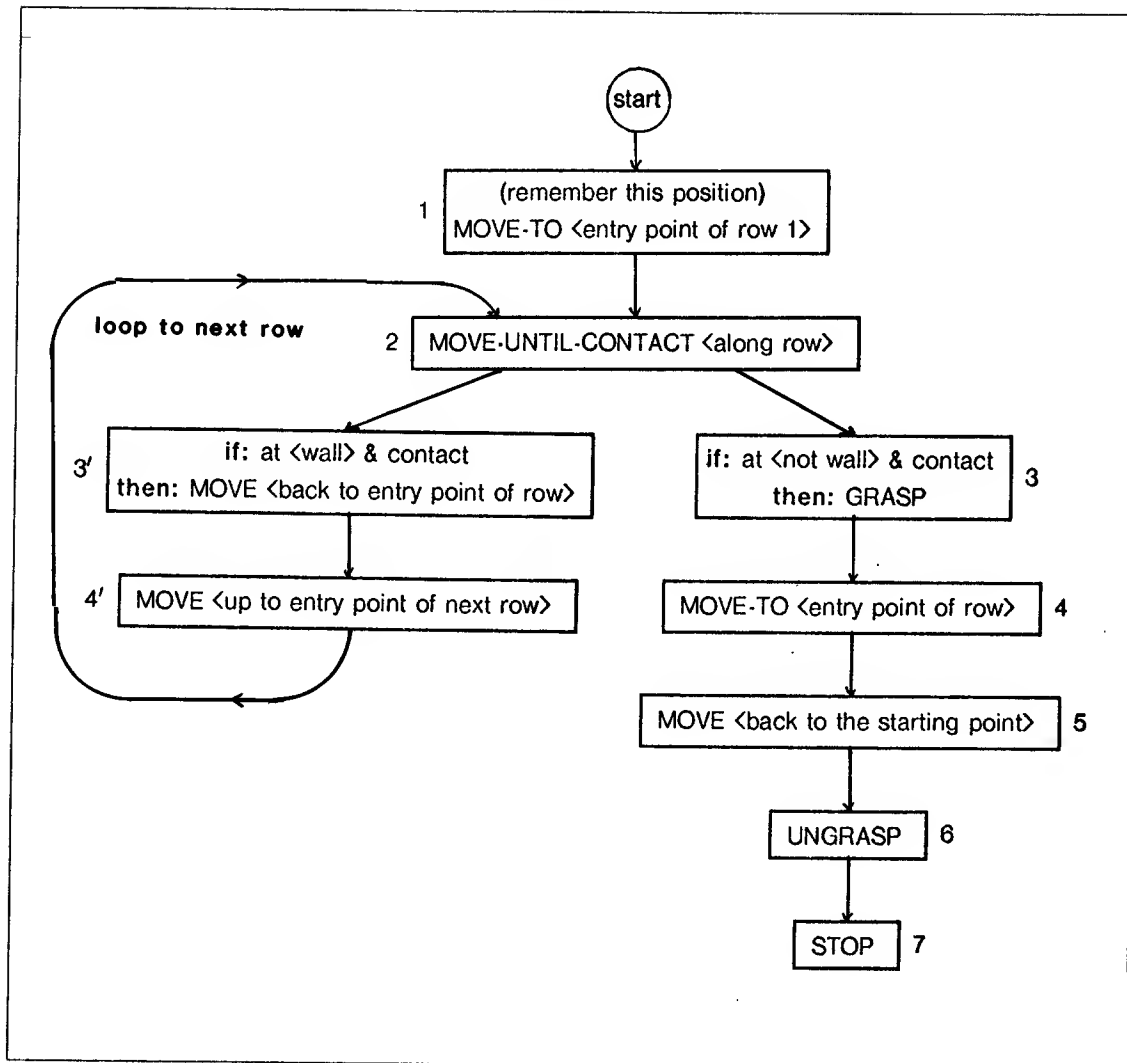 start
(remember this position)
1
MOVE-TO <entry point of row 1>
loop to next row
2
MOVE-UNTIL-CONTACT <along row>
3′
if: at <wall> & contact
then: MOVE <back to entry point of row>
if: at <not wall> & contact
then: GRASP
3
4′
MOVE <up to entry point of next row>
MOVE-TO <entry point of row>
4
MOVE <back to the starting point>
5
UNGRASP
6
STOP
7